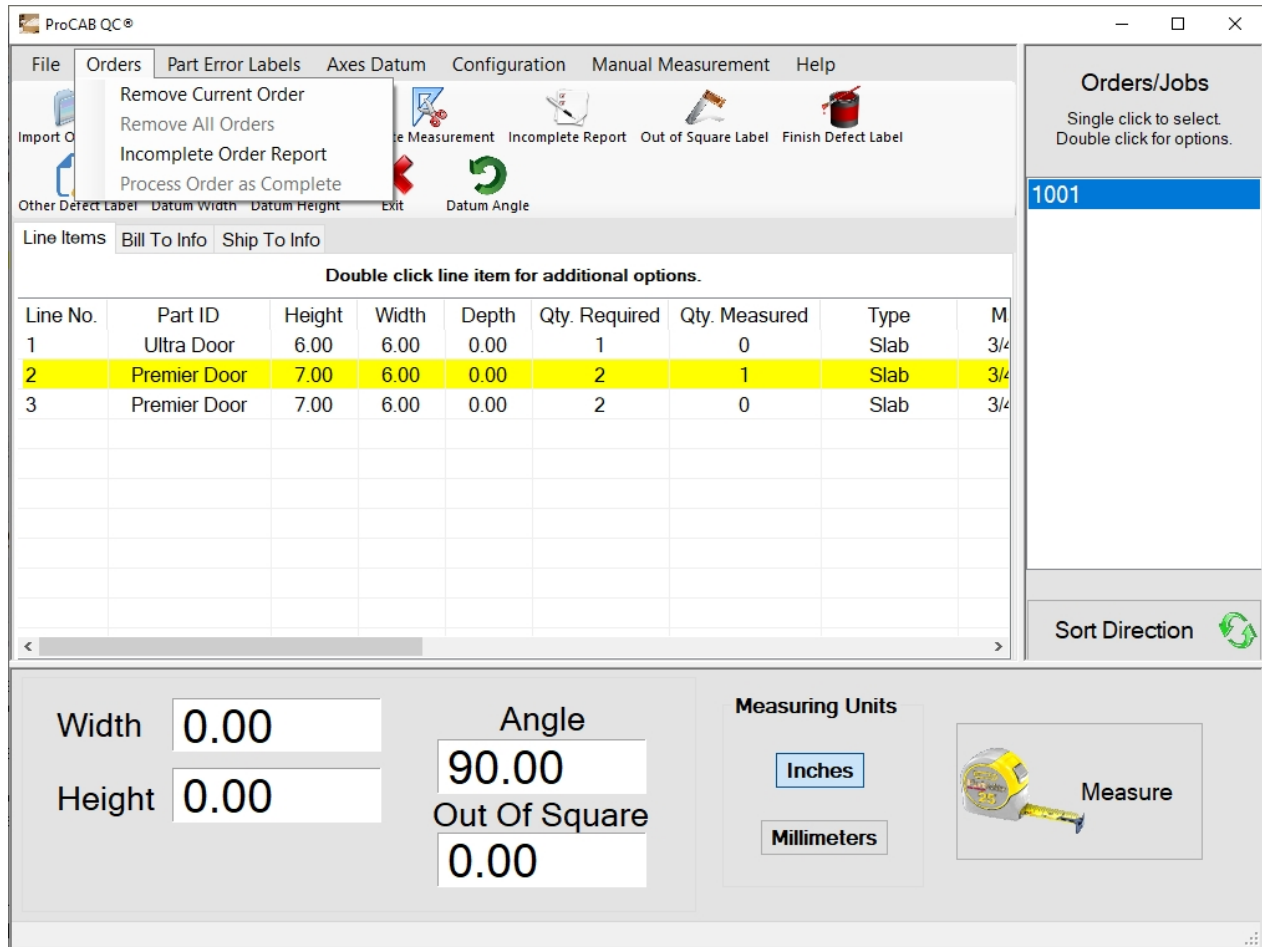 ProCAB QC®
File Orders Part Error Labels Axes Datum Configuration Manual Measurement Help
Remove Current Order
Remove All Orders
Incomplete Order Report
Process Order as Complete
Import O
Measurement Incomplete Report Out of Square Label Finish Defect Label
Other Defect Label Datum Width Datum Height Exit Datum Angle
Line Items Bill To Info Ship To Info
Double click line item for additional options.
Line No. Part ID Height Width Depth Qty. Required Qty. Measured Type M
1 Ultra Door 6.00 6.00 0.00 1 0 Slab 3/4
2 Premier Door 7.00 6.00 0.00 2 1 Slab 3/4
3 Premier Door 7.00 6.00 0.00 2 0 Slab 3/4
Orders/Jobs
Single click to select.
Double click for options.
1001
Sort Direction
Width 0.00
Height 0.00
Angle
90.00
Out Of Square
0.00
Measuring Units
Inches
Millimeters
Measure